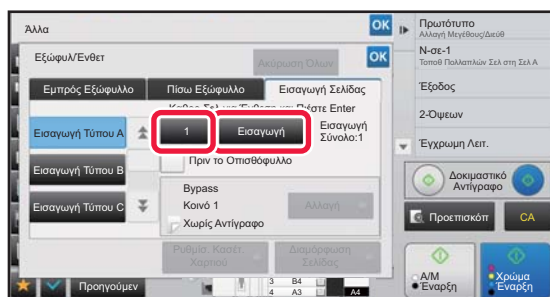 Άλλα
OK
Εξώφυλ/Ένθετ
Ακύρωση Όλων
OK
Εμπρός Εξώφυλλο
Πίσω Εξώφυλλο
Εισαγωγή Σελίδας
Εισαγωγή Τύπου A
1
Εισαγωγή
Εισαγωγή
Σύνολο:1
Πριν το Οπισθόφυλλο
Εισαγωγή Τύπου B
Εισαγωγή Τύπου C
Bypass
Κοινό 1
Χωρίς Αντίγραφο
Αλλαγή
Ρυθμίσ. Κασέτ.
Χαρτιού
Διαμόρφωση
Σελίδας
Προηγούμεν
3 B4
4 A3
A4
Πρωτότυπο
Αλλαγή Μεγέθους/Διεύθ
N-σε-1
Τοποθ Πολλαπλών Σελ στη Σελ Α
Έξοδος
2-Όψεων
Έγχρωμη Λειτ.
Δοκιμαστικό
Αντίγραφο
Προεπισκόπ
CA
A/M
Έναρξη
Χρώμα
Έναρξη